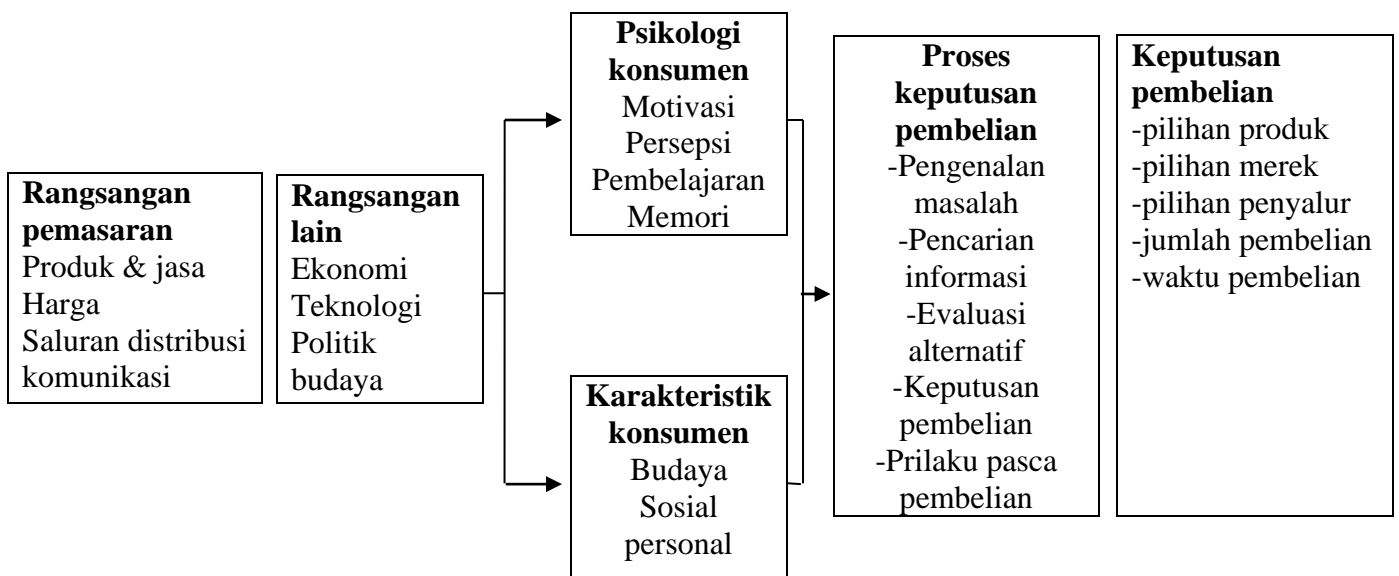 Rangsangan
pemasaran
Produk & jasa
Harga
Saluran distribusi
komunikasi
Rangsangan
lain
Ekonomi
Teknologi
Politik
budaya
Psikologi
konsumen
Motivasi
Persepsi
Pembelajaran
Memori
Karakteristik
konsumen
Budaya
Sosial
personal
Proses
keputusan
pembelian
-Pengenalan
masalah
-Pencarian
informasi
-Evaluasi
alternatif
-Keputusan
pembelian
-Prilaku pasca
pembelian
Keputusan
pembelian
-pilihan produk
-pilihan merek
-pilihan penyalur
-jumlah pembelian
-waktu pembelian